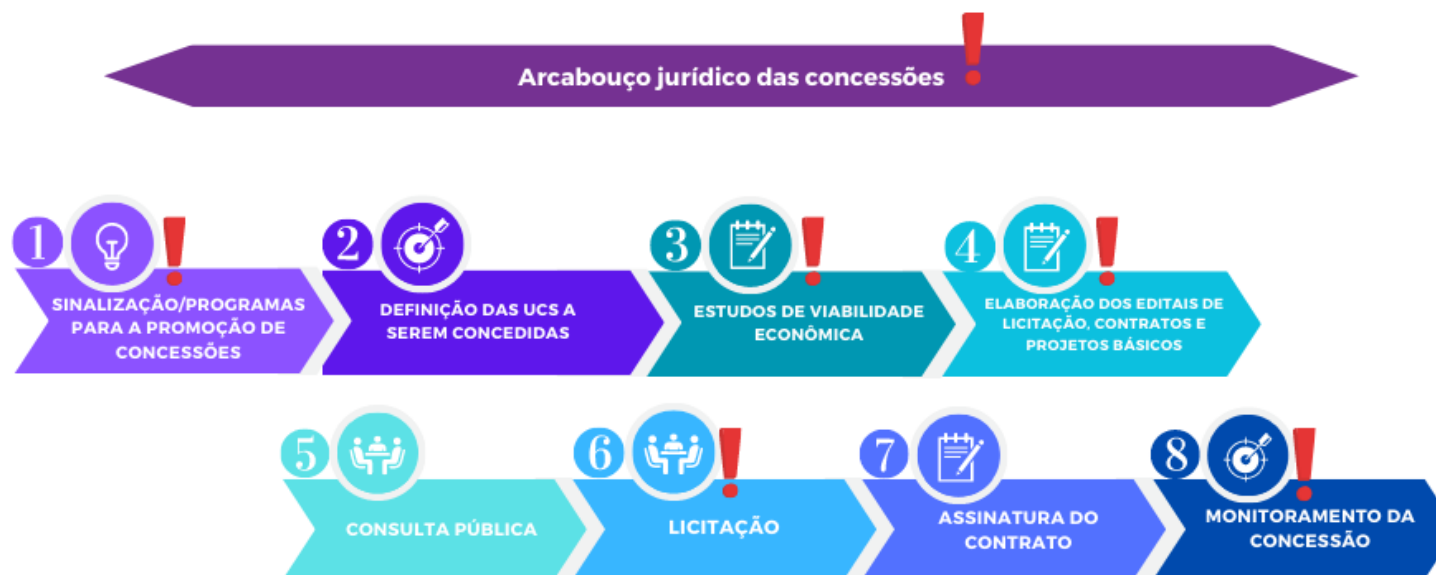 Arcabouço jurídico das concessões !
1 !
SINALIZAÇÃO/PROGRAMAS
PARA A PROMOÇÃO DE
CONCESSÕES
2
DEFINIÇÃO DAS UCS A
SEREM CONCEDIDAS
3 !
ESTUDOS DE VIABILIDADE
ECONÔMICA
4 !
ELABORAÇÃO DOS EDITAIS DE
LICITAÇÃO, CONTRATOS E
PROJETOS BÁSICOS
5
CONSULTA PÚBLICA
6 !
LICITAÇÃO
7
ASSINATURA DO
CONTRATO
8 !
MONITORAMENTO DA
CONCESSÃO